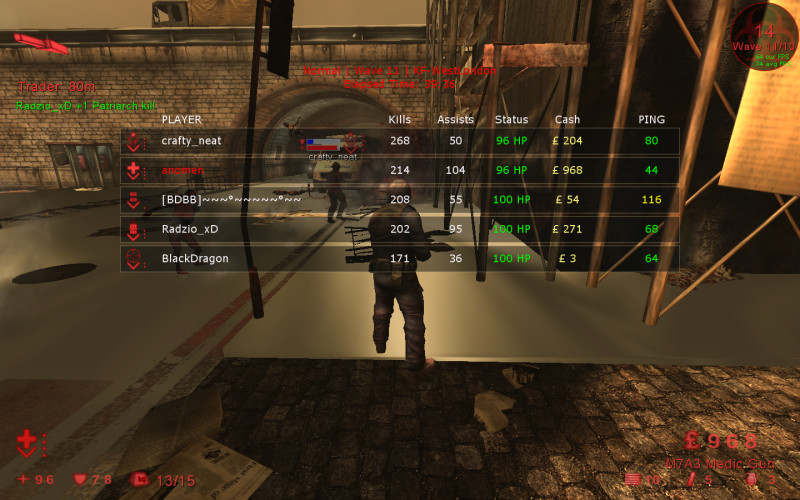 14
Wave 11/10
Trader 80m
Radzio_xD +1 Patriarch kill
PLAYER Kills Assists Status Cash PING
crafty_neat 268 50 96 HP £ 204 80
crafty_neat
anomen 214 104 96 HP £ 968 44
[BDBB]~~~°~~~~~°~~ 208 55 100 HP £ 54 116
Radzio_xD 202 95 100 HP £ 271 68
BlackDragon 171 36 100 HP £ 3 64
£ 968
M7A3 Medic Gun
96 78 13/15 10 5 3